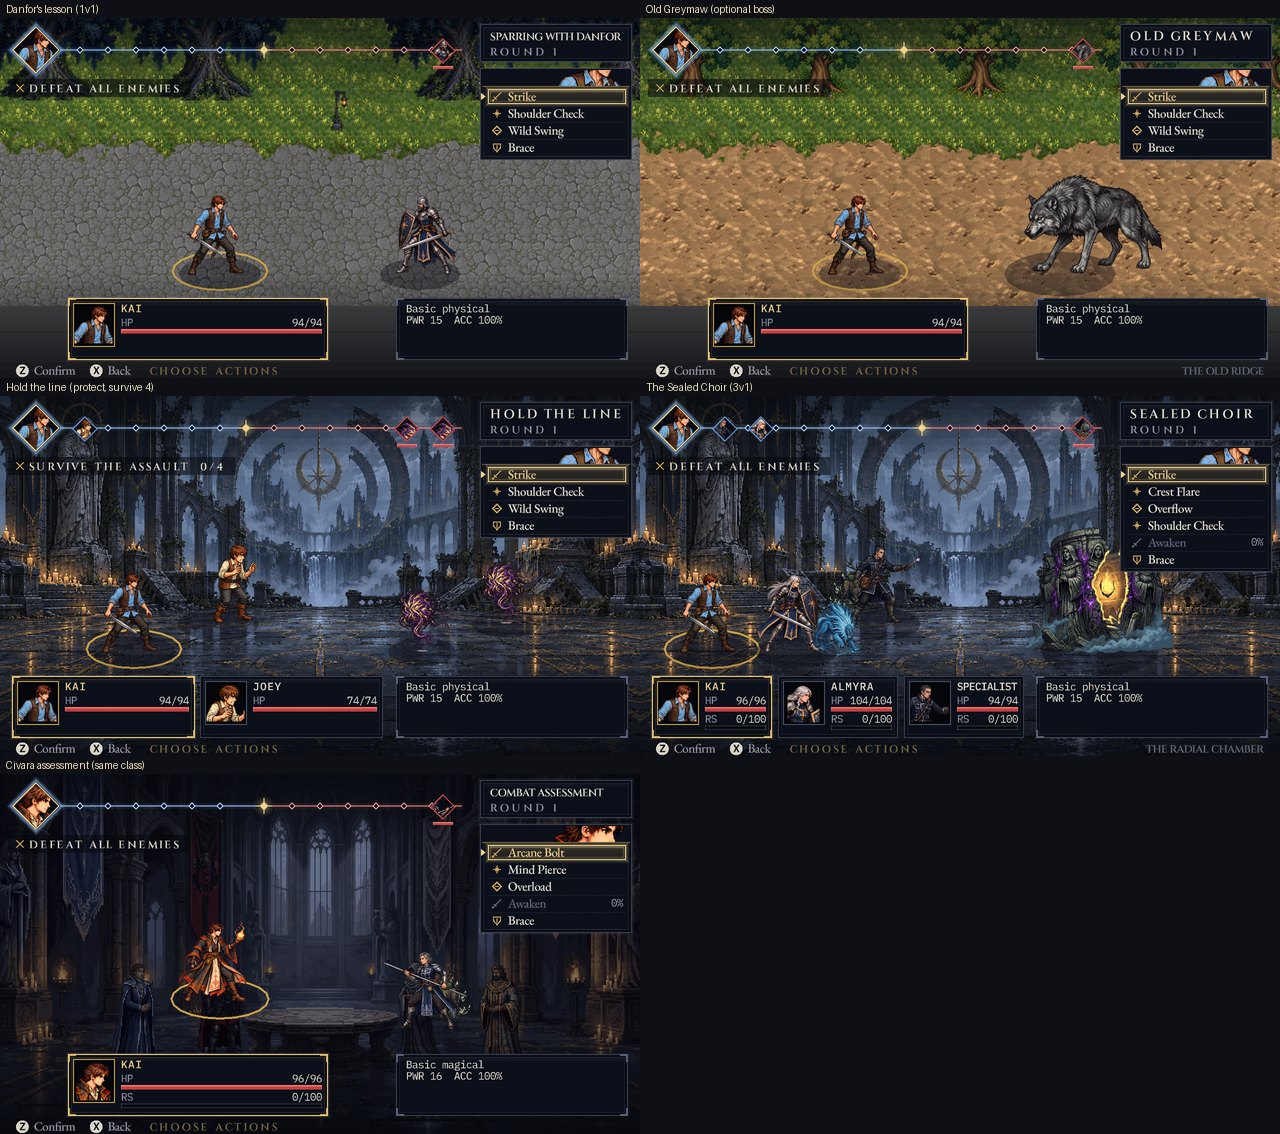 Danfor's lesson (1v1)
SPARRING WITH DANFOR
ROUND 1
DEFEAT ALL ENEMIES
Strike
Shoulder Check
Wild Swing
Brace
KAI
HP 94/94
Basic physical
PWR 15 ACC 100%
Z Confirm X Back CHOOSE ACTIONS
Old Greymaw (optional boss)
OLD GREYMAW
ROUND 1
DEFEAT ALL ENEMIES
Strike
Shoulder Check
Wild Swing
Brace
KAI
HP 94/94
Basic physical
PWR 15 ACC 100%
Z Confirm X Back CHOOSE ACTIONS
THE OLD RIDGE
Hold the line (protect, survive 4)
HOLD THE LINE
ROUND 1
SURVIVE THE ASSAULT 0/4
Strike
Shoulder Check
Wild Swing
Brace
KAI
HP 94/94
JOEY
HP 74/74
Basic physical
PWR 15 ACC 100%
Z Confirm X Back CHOOSE ACTIONS
The Sealed Choir (3v1)
SEALED CHOIR
ROUND 1
DEFEAT ALL ENEMIES
Strike
Crest Flare
Overflow
Shoulder Check
Awaken 0%
Brace
KAI
HP 96/96
RS 0/100
ALMYRA
HP 104/104
RS 0/100
SPECIALIST
HP 94/94
RS 0/100
Basic physical
PWR 15 ACC 100%
Z Confirm X Back CHOOSE ACTIONS
THE RADIAL CHAMBER
Civara assessment (same class)
COMBAT ASSESSMENT
ROUND 1
DEFEAT ALL ENEMIES
Arcane Bolt
Mind Pierce
Overload
Awaken 0%
Brace
KAI
HP 96/96
RS 0/100
Basic magical
PWR 16 ACC 100%
Z Confirm X Back CHOOSE ACTIONS